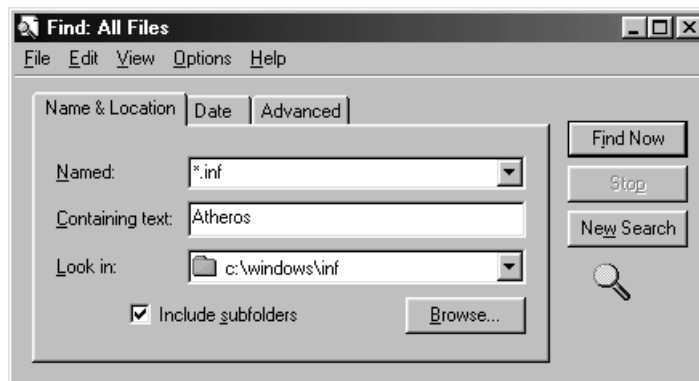 Find: All Files
File Edit View Options Help
Name & Location Date Advanced
Named: *.inf
Containing text: Atheros
Look in: c:\windows\inf
Include subfolders
Browse...
Find Now
Stop
New Search